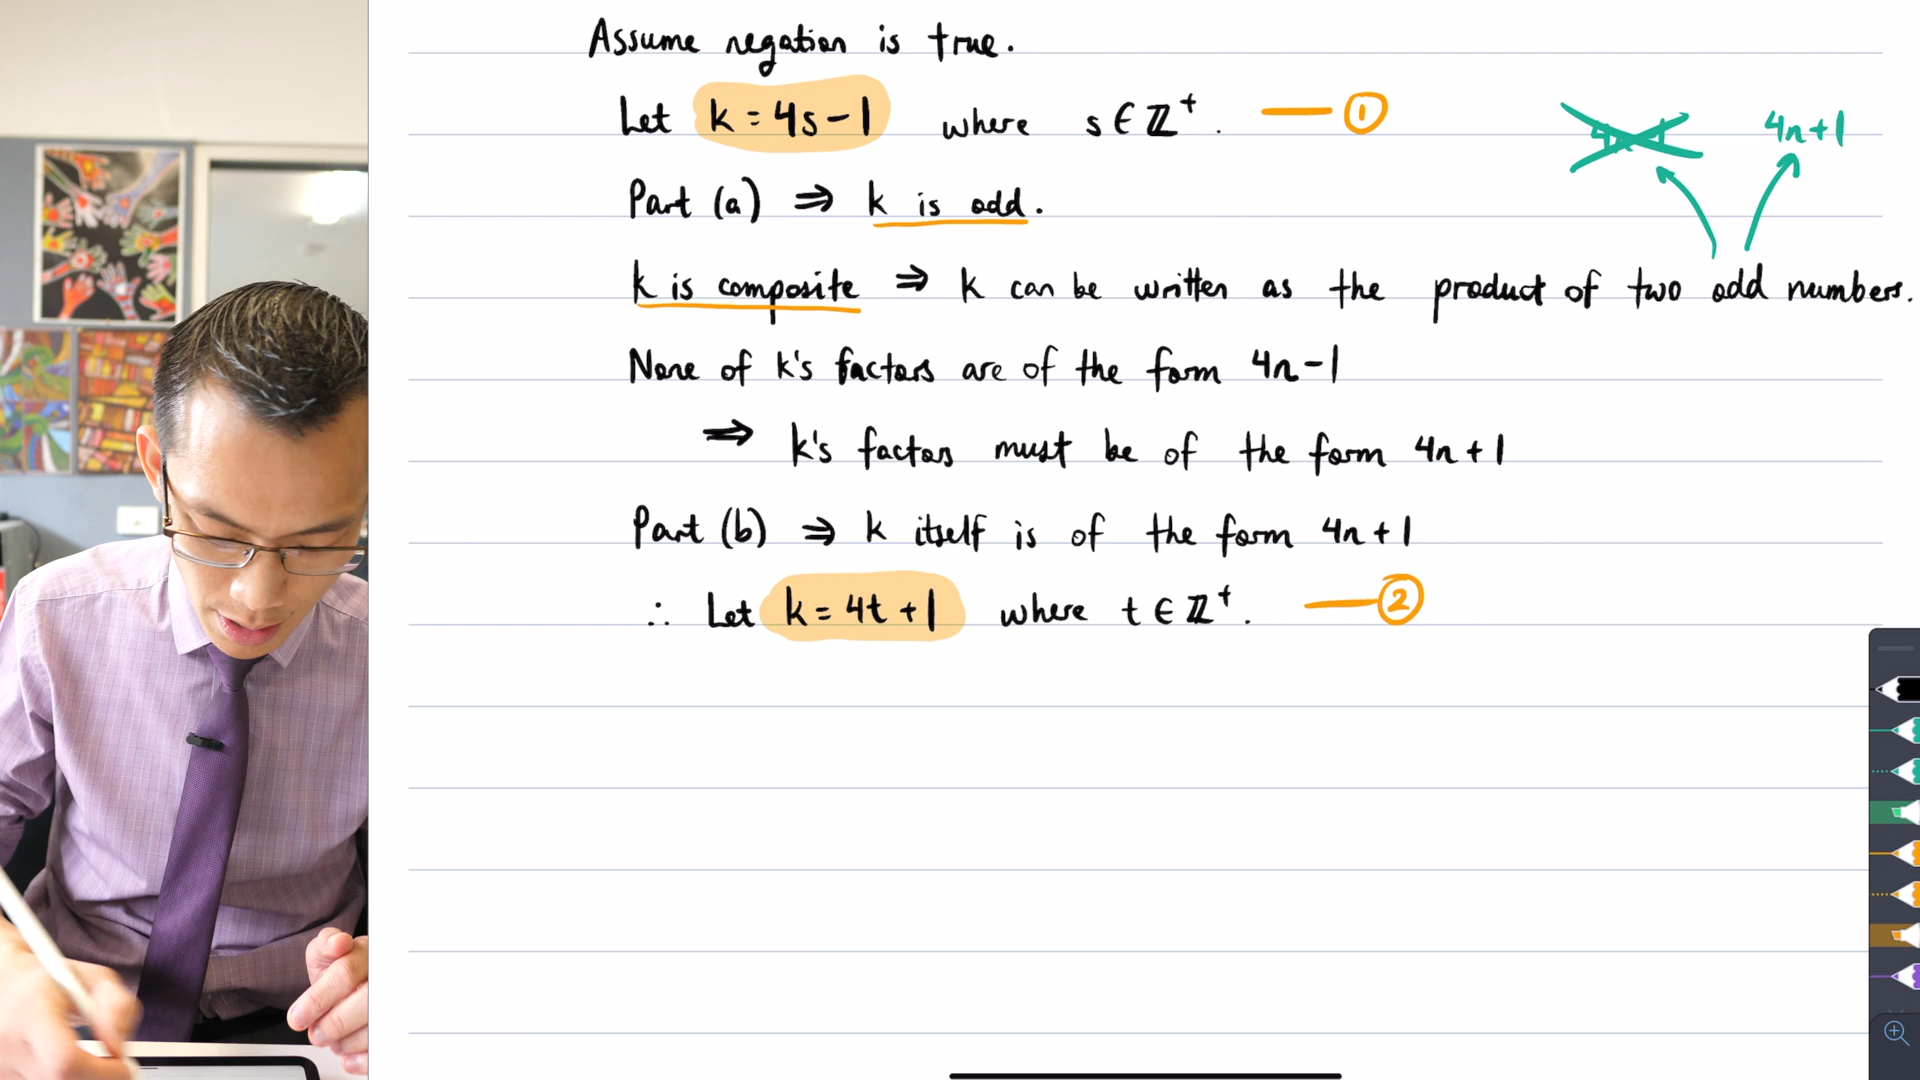 Assume negation is true.
Let k = 4s - 1 where s ∈ ℤ⁺. ①
4n+1
Part (a) ⇒ k is odd.
k is composite ⇒ k can be written as the product of two odd numbers.
None of k's factors are of the form 4n-1
⇒ k's factors must be of the form 4n+1
Part (b) ⇒ k itself is of the form 4n+1
∴ Let k = 4t + 1 where t ∈ ℤ⁺. ②